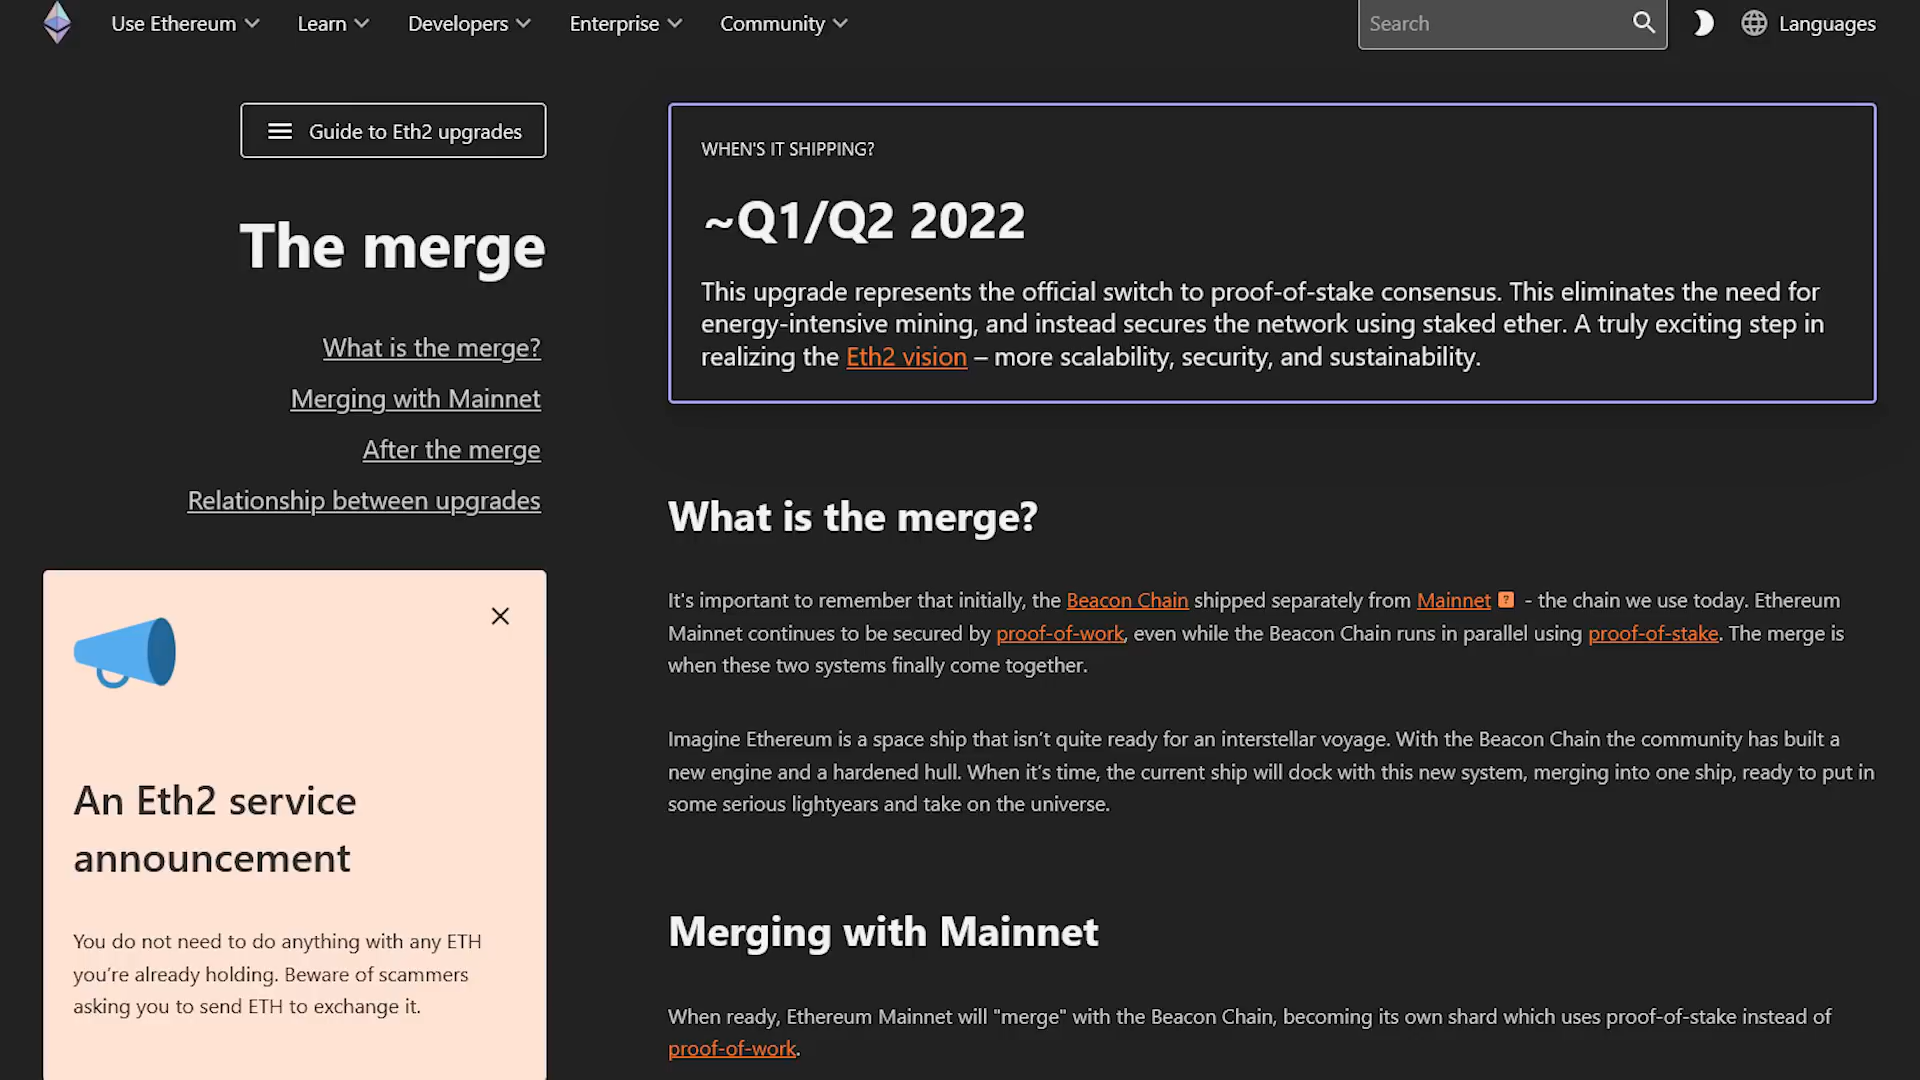 Use Ethereum Learn Developers Enterprise Community Search Languages
Guide to Eth2 upgrades
The merge
What is the merge?
Merging with Mainnet
After the merge
Relationship between upgrades
An Eth2 service
announcement
You do not need to do anything with any ETH
you’re already holding. Beware of scammers
asking you to send ETH to exchange it.
WHEN'S IT SHIPPING?
~Q1/Q2 2022
This upgrade represents the official switch to proof-of-stake consensus. This eliminates the need for
energy-intensive mining, and instead secures the network using staked ether. A truly exciting step in
realizing the Eth2 vision – more scalability, security, and sustainability.
What is the merge?
It's important to remember that initially, the Beacon Chain shipped separately from Mainnet ? - the chain we use today. Ethereum
Mainnet continues to be secured by proof-of-work, even while the Beacon Chain runs in parallel using proof-of-stake. The merge is
when these two systems finally come together.
Imagine Ethereum is a space ship that isn’t quite ready for an interstellar voyage. With the Beacon Chain the community has built a
new engine and a hardened hull. When it’s time, the current ship will dock with this new system, merging into one ship, ready to put in
some serious lightyears and take on the universe.
Merging with Mainnet
When ready, Ethereum Mainnet will "merge" with the Beacon Chain, becoming its own shard which uses proof-of-stake instead of
proof-of-work.